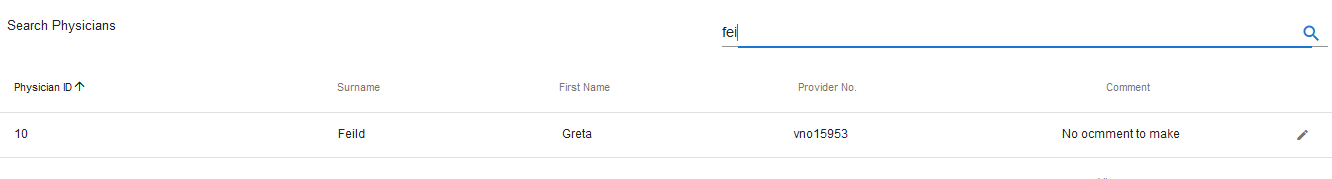 Search Physicians
fei
Physician ID Surname First Name Provider No. Comment
10 Feild Greta vno15953 No ocmment to make